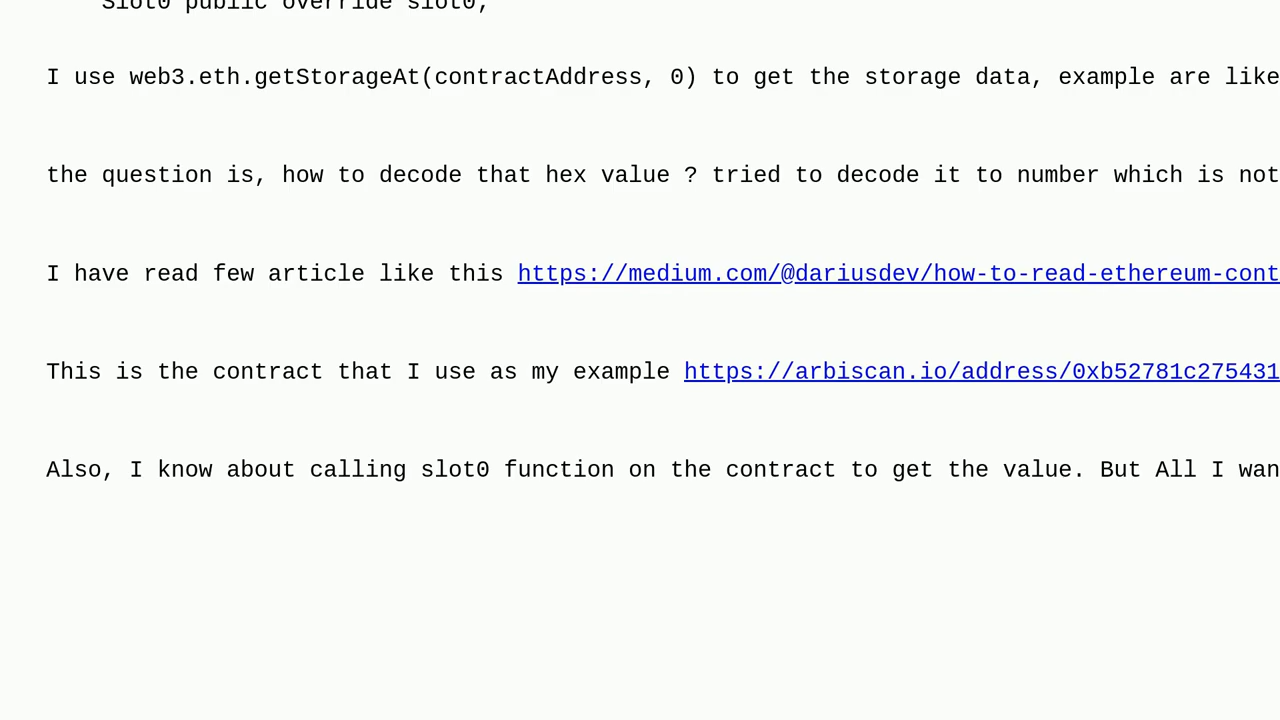 Slot0 public override slot0;
I use web3.eth.getStorageAt(contractAddress, 0) to get the storage data, example are like
the question is, how to decode that hex value ? tried to decode it to number which is not
I have read few article like this https://medium.com/@dariusdev/how-to-read-ethereum-cont
This is the contract that I use as my example https://arbiscan.io/address/0xb52781c275431
Also, I know about calling slot0 function on the contract to get the value. But All I wan